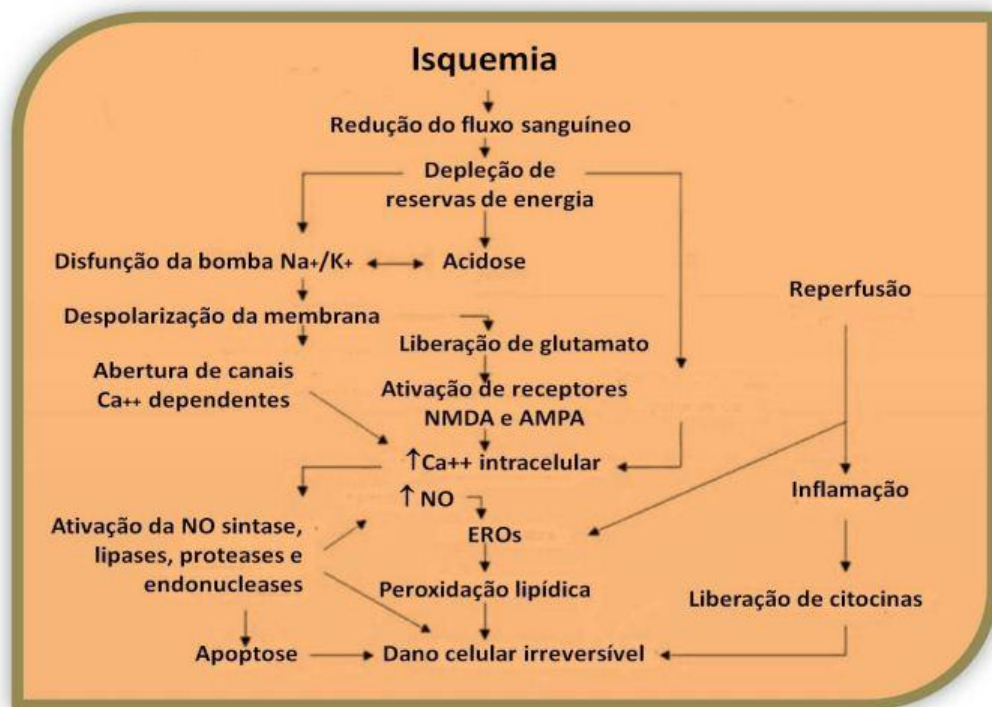 Isquemia
Redução do fluxo sanguíneo
Depleção de
reservas de energia
Disfunção da bomba Na+/K+
Acidose
Reperfusão
Despolarização da membrana
Liberação de glutamato
Abertura de canais
Ca++ dependentes
Ativação de receptores
NMDA e AMPA
↑Ca++ intracelular
↑ NO
Inflamação
Ativação da NO sintase,
lipases, proteases e
endonucleases
EROs
Peroxidação lipídica
Liberação de citocinas
Apoptose
Dano celular irreversível